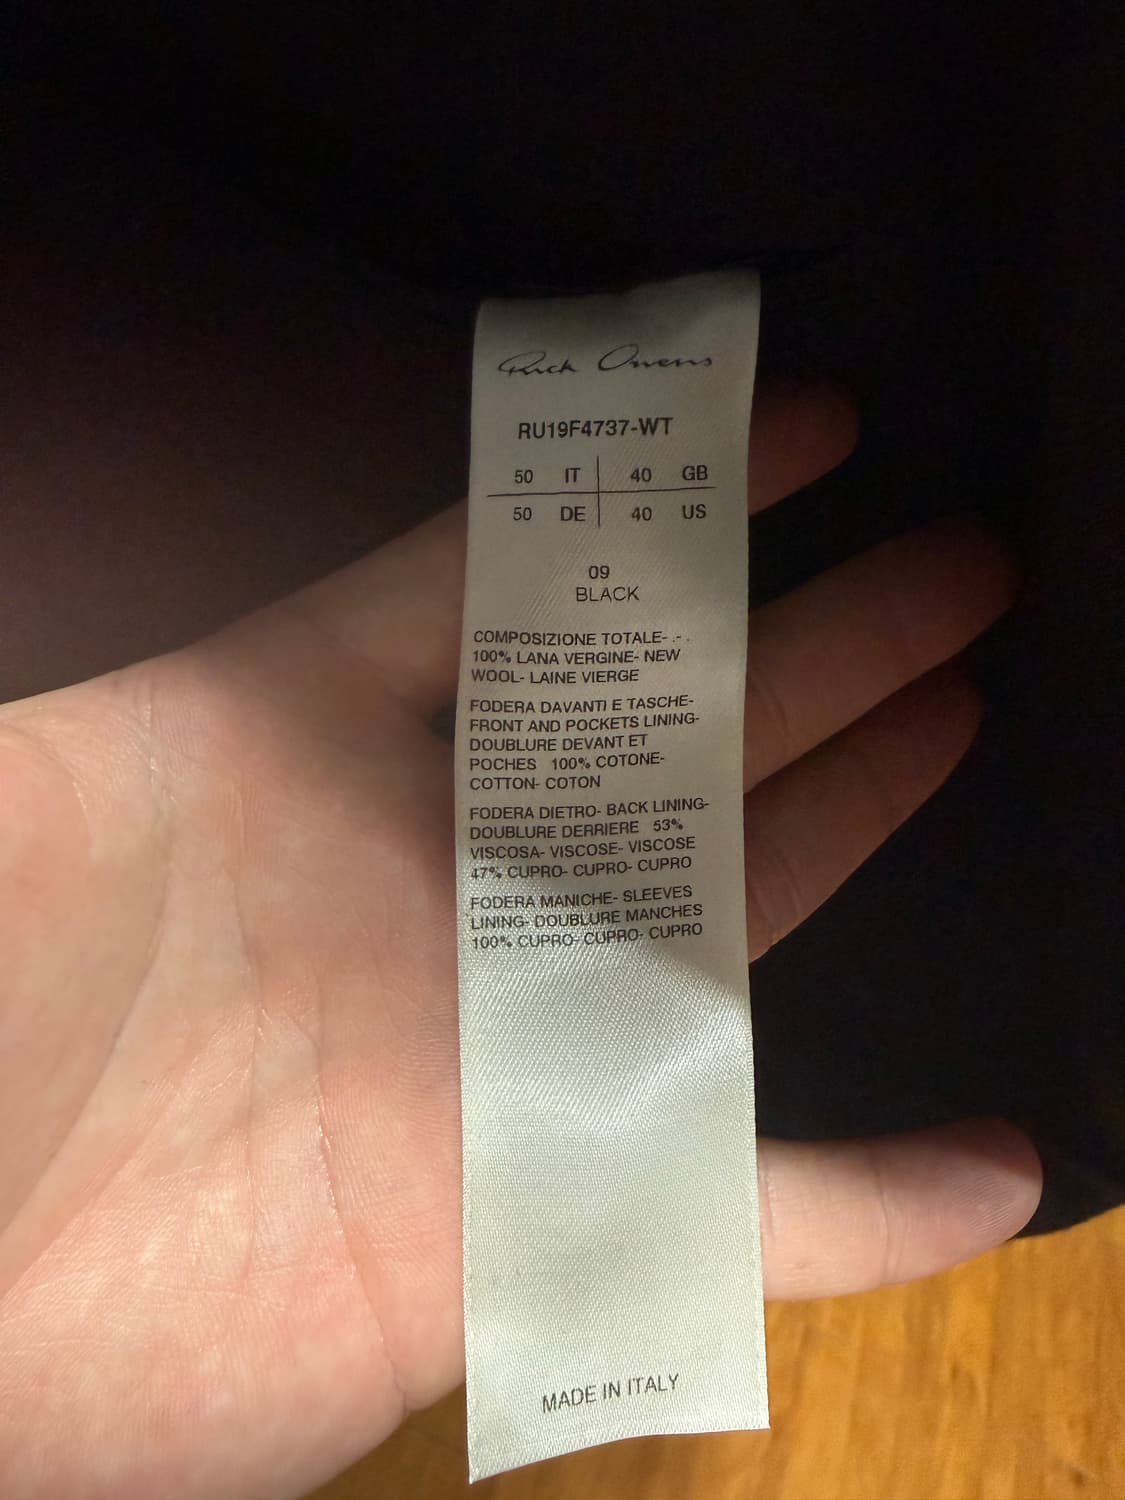 Rick Owens
RU19F4737-WT
50 IT 40 GB
50 DE 40 US
09
BLACK
COMPOSIZIONE TOTALE- .- .
100% LANA VERGINE- NEW
WOOL- LAINE VIERGE
FODERA DAVANTI E TASCHE-
FRONT AND POCKETS LINING-
DOUBLURE DEVANT ET
POCHES 100% COTONE-
COTTON- COTON
FODERA DIETRO- BACK LINING-
DOUBLURE DERRIERE 53%
VISCOSA- VISCOSE- VISCOSE
47% CUPRO- CUPRO- CUPRO
FODERA MANICHE- SLEEVES
LINING- DOUBLURE MANCHES
100% CUPRO- CUPRO- CUPRO
MADE IN ITALY